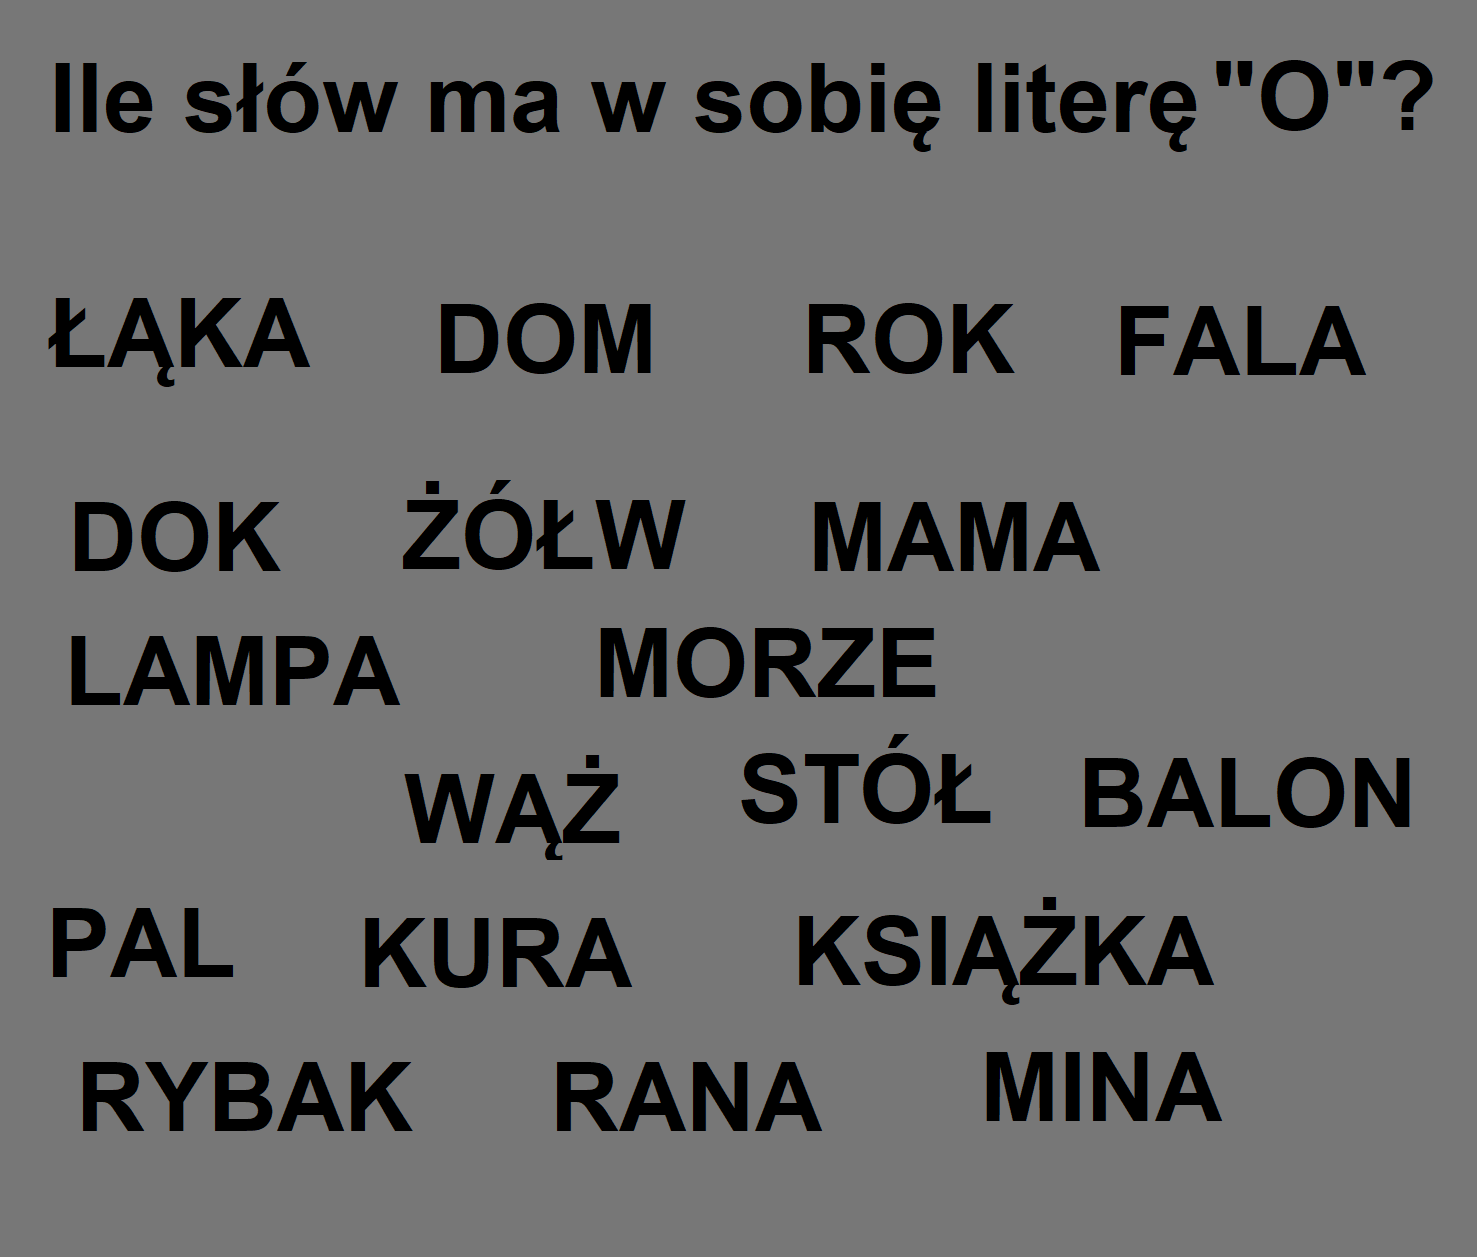 Ile słów ma w sobię literę "O"?
ŁĄKA DOM ROK FALA
DOK ŻÓŁW MAMA
LAMPA MORZE
WĄŻ STÓŁ BALON
PAL KURA KSIĄŻKA
RYBAK RANA MINA